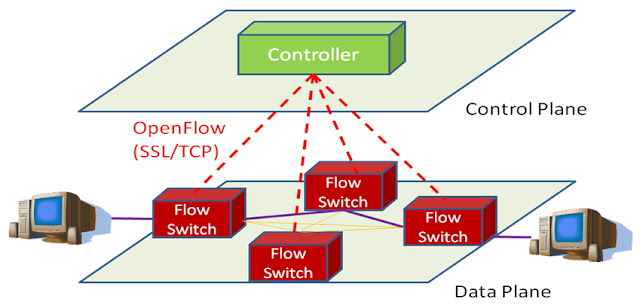 Controller
Control Plane
OpenFlow
(SSL/TCP)
Flow
Switch
Flow
Switch
Flow
Switch
Flow
Switch
Data Plane